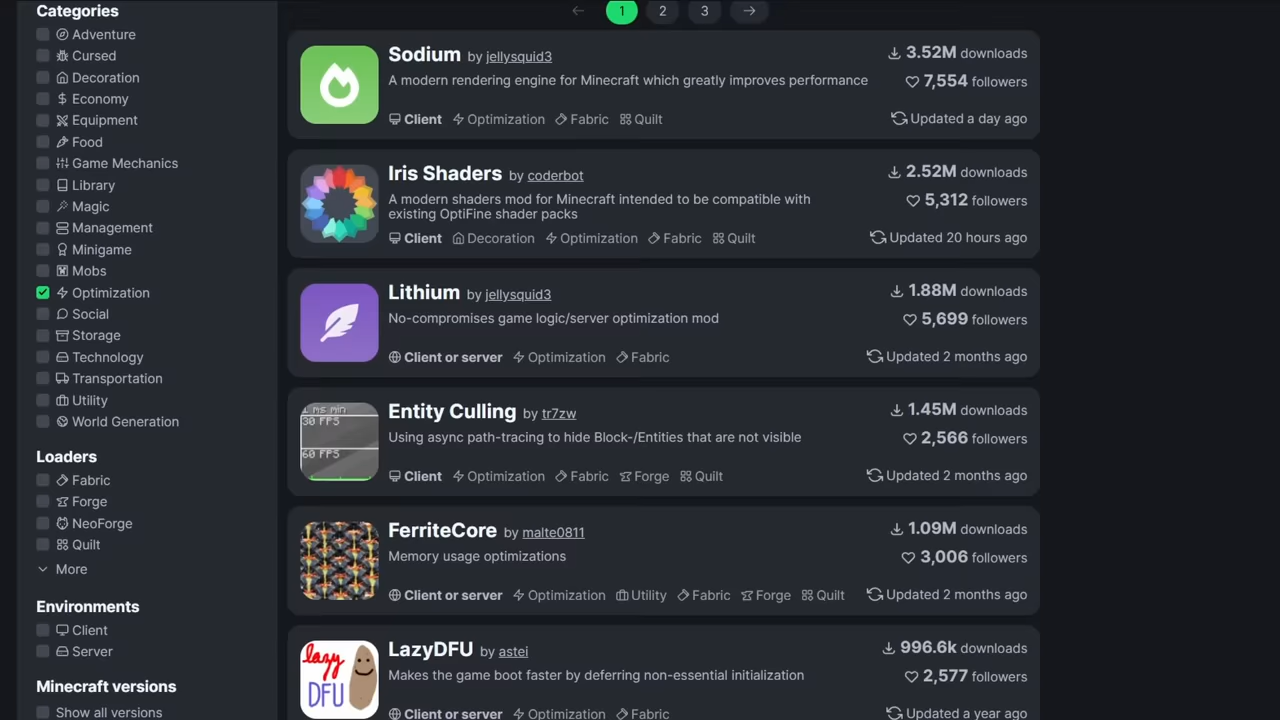 Categories
Adventure
Cursed
Decoration
Economy
Equipment
Food
Game Mechanics
Library
Magic
Management
Minigame
Mobs
Optimization
Social
Storage
Technology
Transportation
Utility
World Generation
Loaders
Fabric
Forge
NeoForge
Quilt
More
Environments
Client
Server
Minecraft versions
Show all versions
1 2 3
Sodium by jellysquid3
A modern rendering engine for Minecraft which greatly improves performance
Client Optimization Fabric Quilt
3.52M downloads
7,554 followers
Updated a day ago
Iris Shaders by coderbot
A modern shaders mod for Minecraft intended to be compatible with
existing OptiFine shader packs
Client Decoration Optimization Fabric Quilt
2.52M downloads
5,312 followers
Updated 20 hours ago
Lithium by jellysquid3
No-compromises game logic/server optimization mod
Client or server Optimization Fabric
1.88M downloads
5,699 followers
Updated 2 months ago
1 ms min
30 FPS
60 FPS
Entity Culling by tr7zw
Using async path-tracing to hide Block-/Entities that are not visible
Client Optimization Fabric Forge Quilt
1.45M downloads
2,566 followers
Updated 2 months ago
FerriteCore by malte0811
Memory usage optimizations
Client or server Optimization Utility Fabric Forge Quilt
1.09M downloads
3,006 followers
Updated 2 months ago
lazy
DFU
LazyDFU by astei
Makes the game boot faster by deferring non-essential initialization
Client or server Optimization Fabric
996.6k downloads
2,577 followers
Updated a year ago